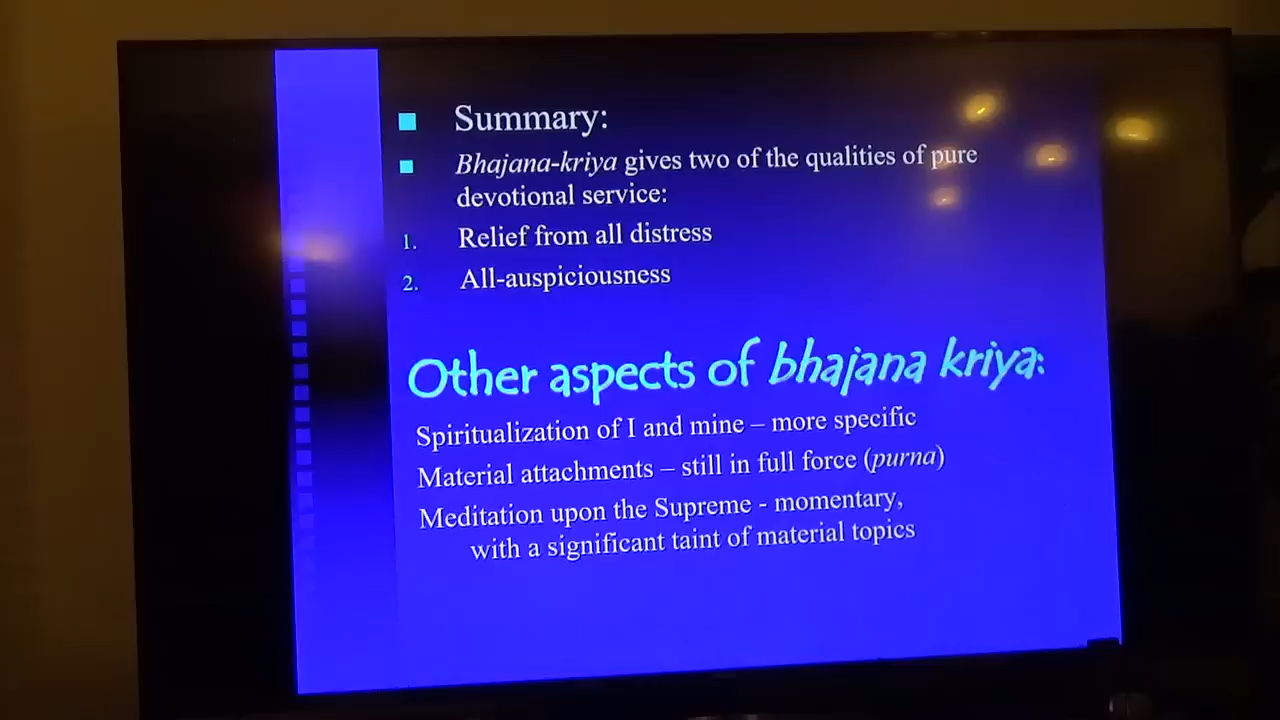 Summary:
Bhajana-kriya gives two of the qualities of pure
devotional service:
1. Relief from all distress
2. All-auspiciousness
Other aspects of bhajana kriya:
Spiritualization of I and mine – more specific
Material attachments – still in full force (purna)
Meditation upon the Supreme - momentary,
with a significant taint of material topics